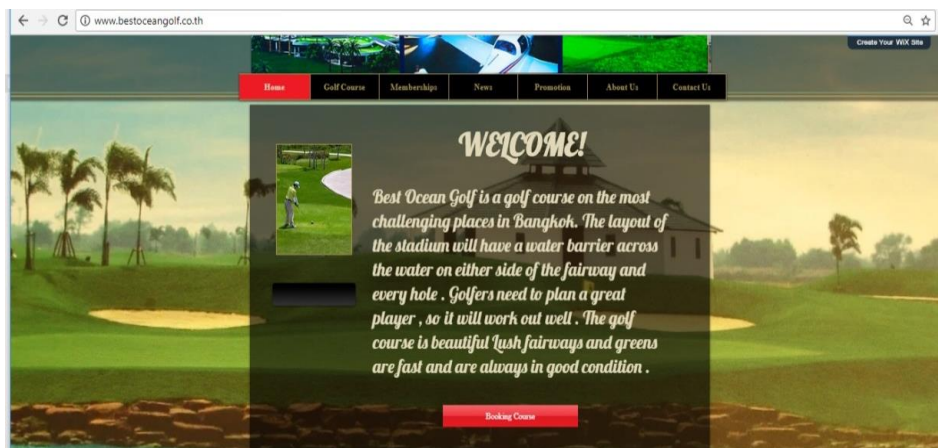 www.bestoceangolf.co.th
Create Your WiX Site
Home Golf Course Memberships News Promotion About Us Contact Us
WELCOME!
Best Ocean Golf is a golf course on the most
challenging places in Bangkok. The layout of
the stadium will have a water barrier across
the water on either side of the fairway and
every hole . Golfers need to plan a great
player , so it will work out well . The golf
course is beautiful Lush fairways and greens
are fast and are always in good condition .
Booking Course